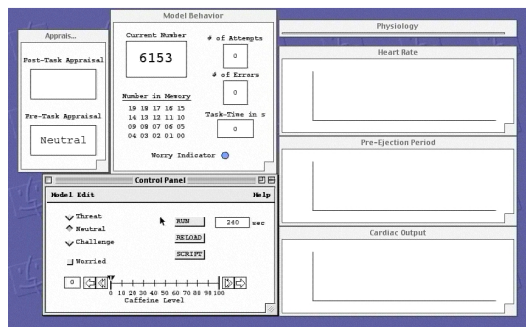 Apprais...
Post-Task Appraisal
Pre-Task Appraisal
Neutral
Model Behavior
Current Number
6153
# of Attempts
0
# of Errors
0
Task-Time in s
0
Number in Memory
19 18 17 16 15
14 13 12 11 10
09 08 07 06 05
04 03 02 01 00
Worry Indicator
Physiology
Heart Rate
Pre-Ejection Period
Cardiac Output
Control Panel
Model Edit Help
Threat
Neutral
Challenge
Worried
RUN
240 sec
RELOAD
SCRIPT
0
0 10 20 30 40 50 60 70 80 90 100
Caffeine Level